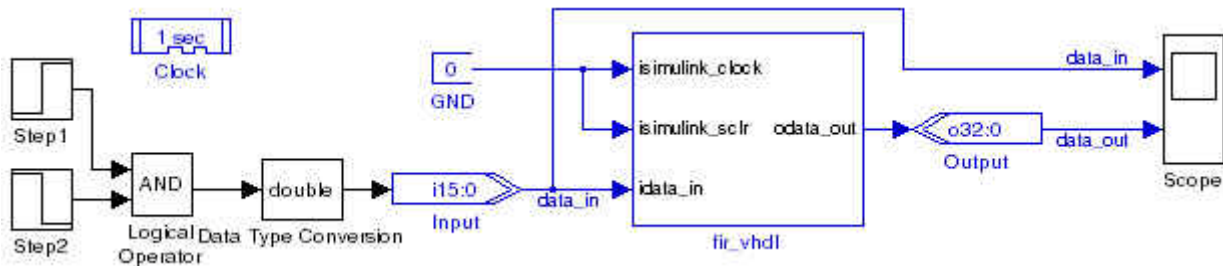 1 sec
Clock
Step1
Step2
AND
Logical
Operator
double
Data Type Conversion
i15:0
Input
data_in
0
GND
isimulink_clock
isimulink_sclr
idata_in
odata_out
fir_vhdl
o32:0
Output
data_in
data_out
Scope